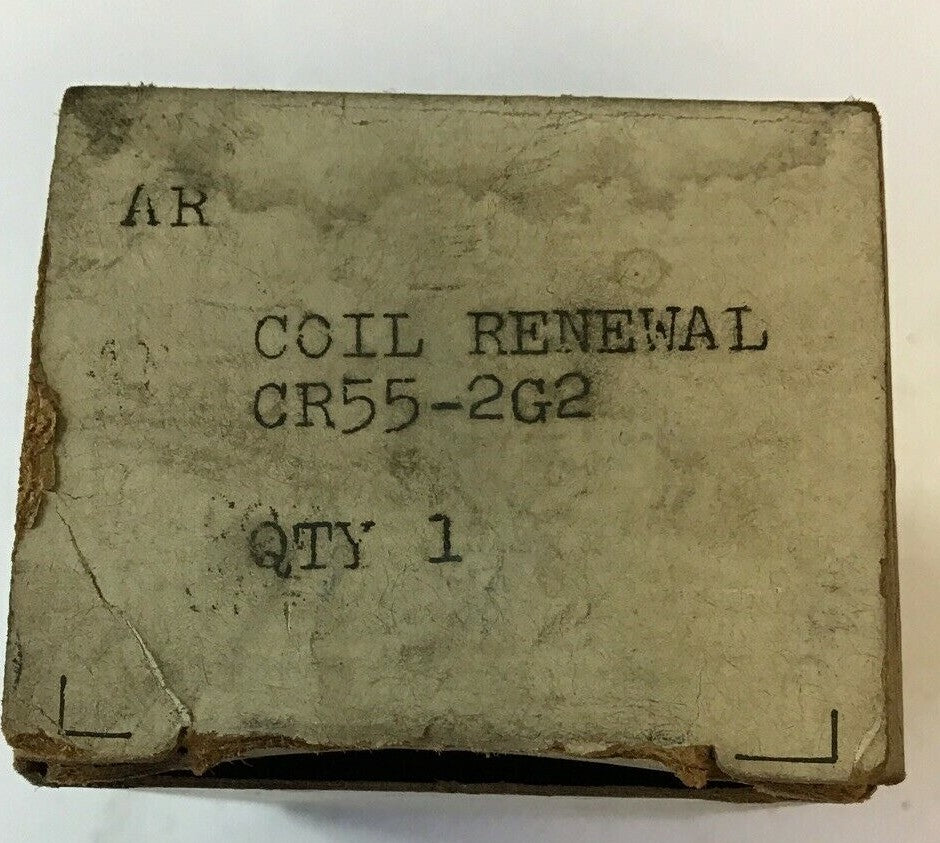 AR
COIL RENEWAL
CR55-2G2
QTY 1